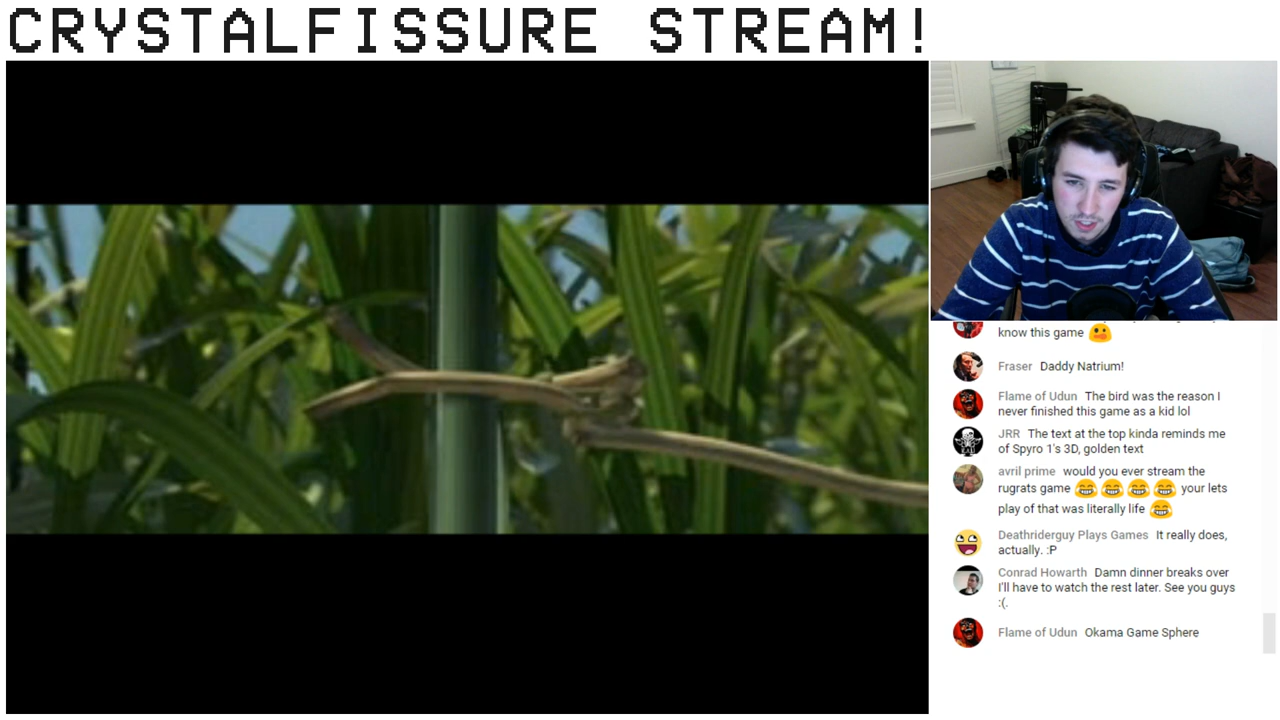 CRYSTALFISSURE STREAM!
know this game
Fraser Daddy Natrium!
Flame of Udun The bird was the reason I
never finished this game as a kid lol
JRR The text at the top kinda reminds me
of Spyro 1's 3D, golden text
avril prime would you ever stream the
rugrats game 😂😂😂😂 your lets
play of that was literally life 😂
Deathriderguy Plays Games It really does,
actually. :P
Conrad Howarth Damn dinner breaks over
I'll have to watch the rest later. See you guys
:(.
Flame of Udun Okama Game Sphere